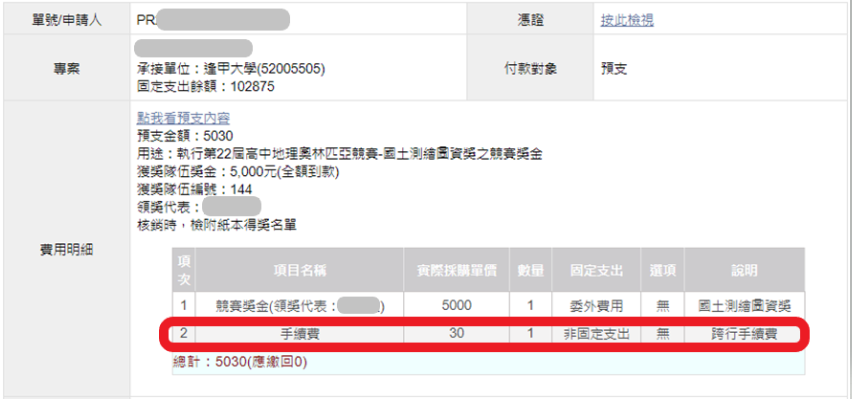 單號/申請人 PR. 憑證 按此檢視
專案
承接單位：逢甲大學(52005505)
固定支出餘額：102875
付款對象 預支
費用明細
點我看預支內容
預支金額：5030
用途：執行第22屆高中地理奧林匹亞競賽-國土測繪圖資獎之競賽獎金
獲獎隊伍獎金：5,000元(全額到款)
獲獎隊伍編號：144
領獎代表：
核銷時，檢附紙本得獎名單
項次 項目名稱 實際採購單價 數量 固定支出 選項 說明
1 競賽獎金(領獎代表： ) 5000 1 委外費用 無 國土測繪圖資獎
2 手續費 30 1 非固定支出 無 跨行手續費
總計：5030(應繳回0)